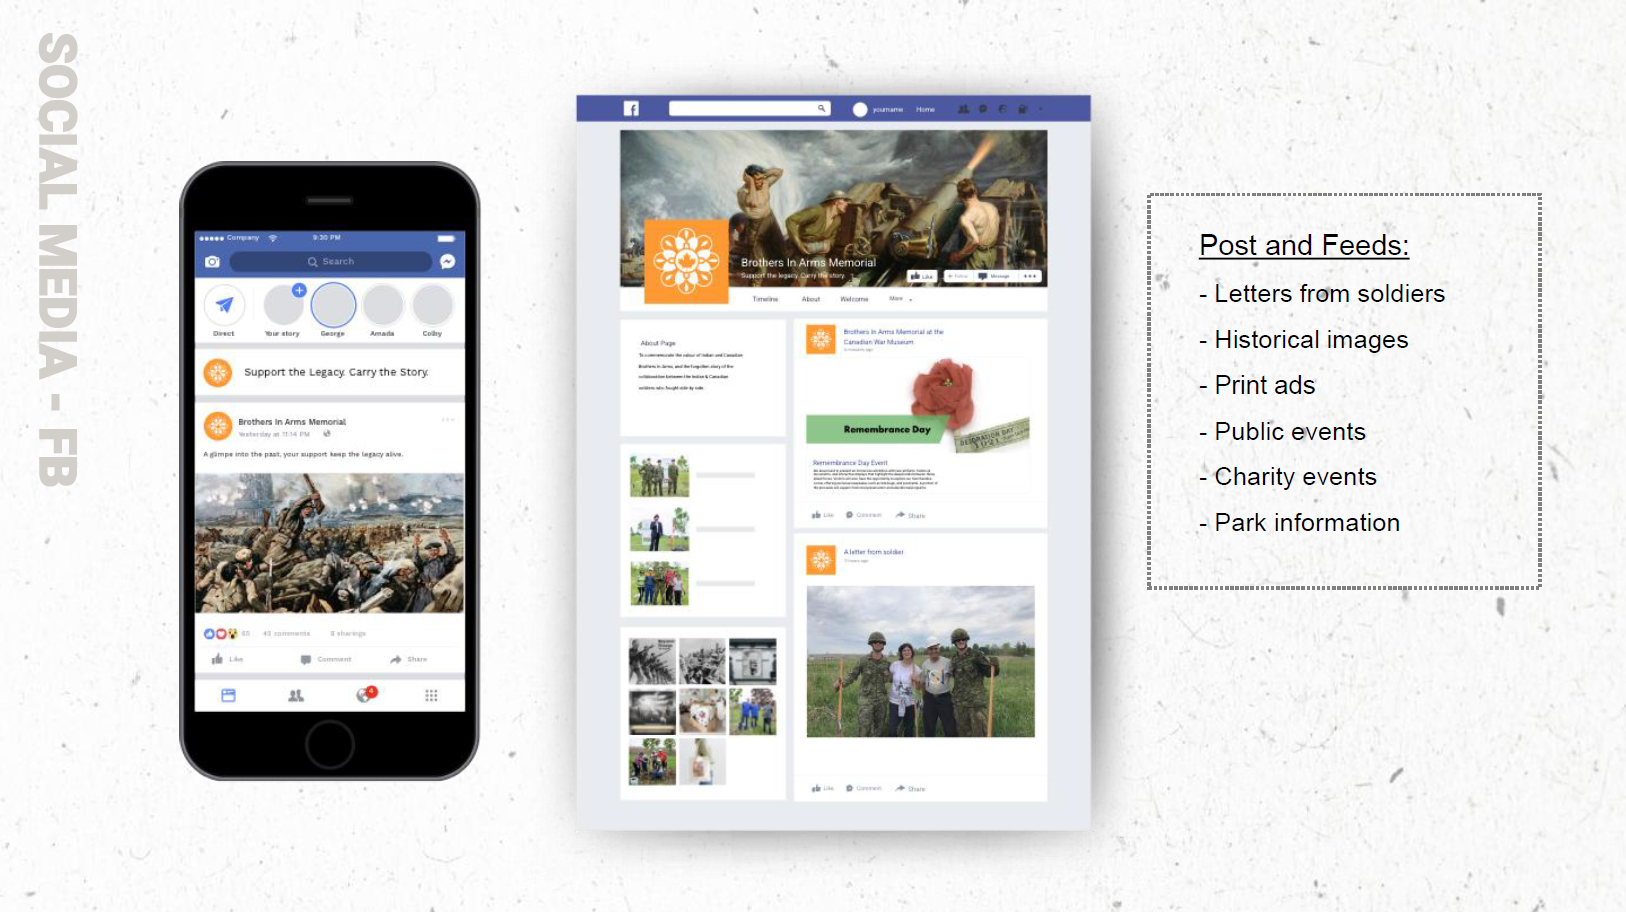 SOCIAL MEDIA - FB
Company
9:30 PM
Search
Direct
Your story
George
Amada
Colby
Support the Legacy. Carry the Story.
Brothers In Arms Memorial
Yesterday at 11:14 PM
A glimpe into the past, your support keep the legacy alive.
65
45 comments
8 sharings
Like
Comment
Share
4
yourname
Home
Brothers In Arms Memorial
Support the legacy. Carry the story.
Like
Follow
Message
Timeline
About
Welcome
More
About Page
To commemorate the valour of Indian and Canadian
Brothers in Arms, and the forgotten story of the
collaboration between the Indian & Canadian
soldiers who fought side by side.
Brothers In Arms Memorial at the
Canadian War Museum
Remembrance Day
Remembrance Day Event
Like
Comment
Share
A letter from soldier
Like
Comment
Share
Post and Feeds:
- Letters from soldiers
- Historical images
- Print ads
- Public events
- Charity events
- Park information